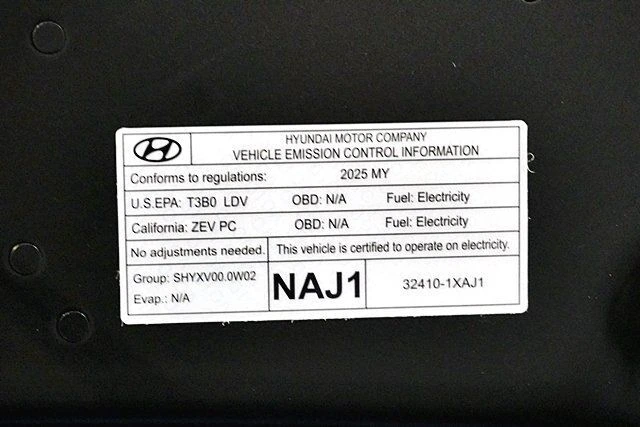 HYUNDAI MOTOR COMPANY
VEHICLE EMISSION CONTROL INFORMATION
Conforms to regulations: 2025 MY
U.S.EPA: T3B0 LDV OBD: N/A Fuel: Electricity
California: ZEV PC OBD: N/A Fuel: Electricity
No adjustments needed. This vehicle is certified to operate on electricity.
Group: SHYXV00.0W02
Evap.: N/A
NAJ1
32410-1XAJ1